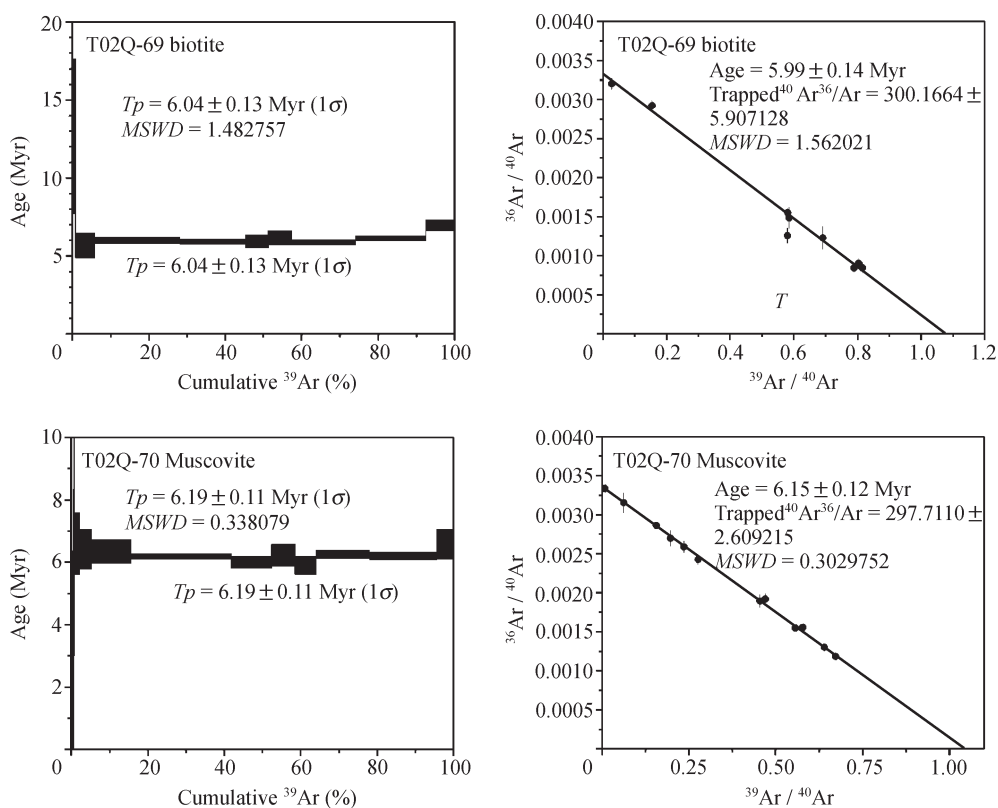 T02Q-69 biotite
Tp = 6.04 ± 0.13 Myr (1σ)
MSWD = 1.482757
Tp = 6.04 ± 0.13 Myr (1σ)
Age (Myr)
20
15
10
5
0
20
40
60
80
100
Cumulative ³⁹Ar (%)
T02Q-69 biotite
Age = 5.99 ± 0.14 Myr
Trapped⁴⁰ Ar³⁶/Ar = 300.1664 ±
5.907128
MSWD = 1.562021
T
³⁶Ar / ⁴⁰Ar
0.0040
0.0035
0.0030
0.0025
0.0020
0.0015
0.0010
0.0005
0
0.2
0.4
0.6
0.8
1.0
1.2
³⁹Ar / ⁴⁰Ar
T02Q-70 Muscovite
Tp = 6.19 ± 0.11 Myr (1σ)
MSWD = 0.338079
Tp = 6.19 ± 0.11 Myr (1σ)
Age (Myr)
10
8
6
4
2
0
20
40
60
80
100
Cumulative ³⁹Ar (%)
T02Q-70 Muscovite
Age = 6.15 ± 0.12 Myr
Trapped⁴⁰Ar³⁶/Ar = 297.7110 ±
2.609215
MSWD = 0.3029752
³⁶Ar / ⁴⁰Ar
0.0040
0.0035
0.0030
0.0025
0.0020
0.0015
0.0010
0.0005
0
0.25
0.50
0.75
1.00
³⁹Ar / ⁴⁰Ar